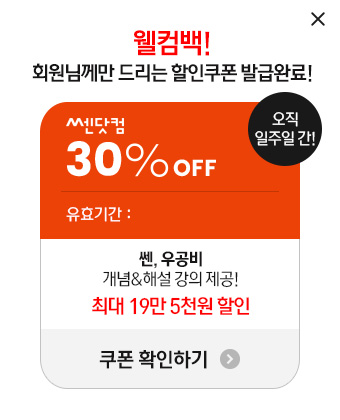 웰컴백!
회원님께만 드리는 할인쿠폰 발급완료!
오직
일주일 간!
쎈닷컴
30% OFF
유효기간 :
쎈, 우공비
개념&해설 강의 제공!
최대 19만 5천원 할인
쿠폰 확인하기